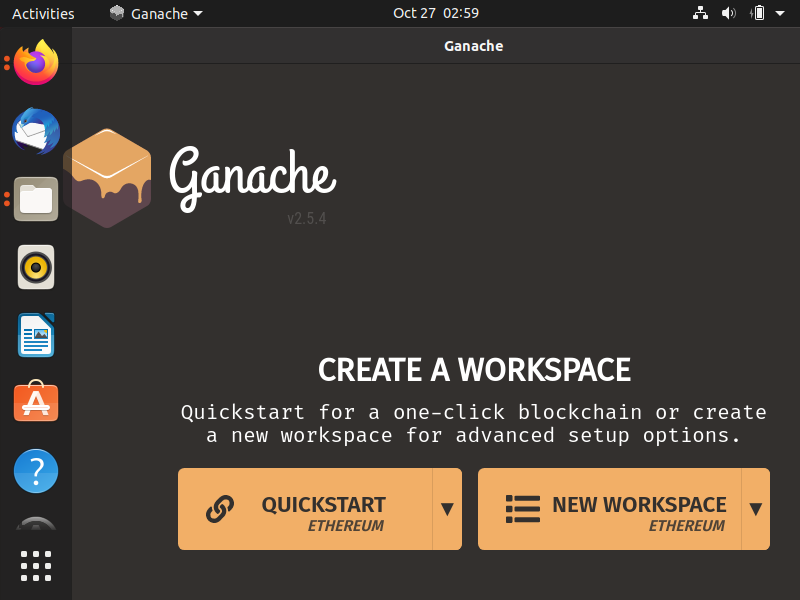 Activities
Ganache
Oct 27 02:59
Ganache
Ganache
v2.5.4
CREATE A WORKSPACE
Quickstart for a one-click blockchain or create
a new workspace for advanced setup options.
QUICKSTART
ETHEREUM
NEW WORKSPACE
ETHEREUM